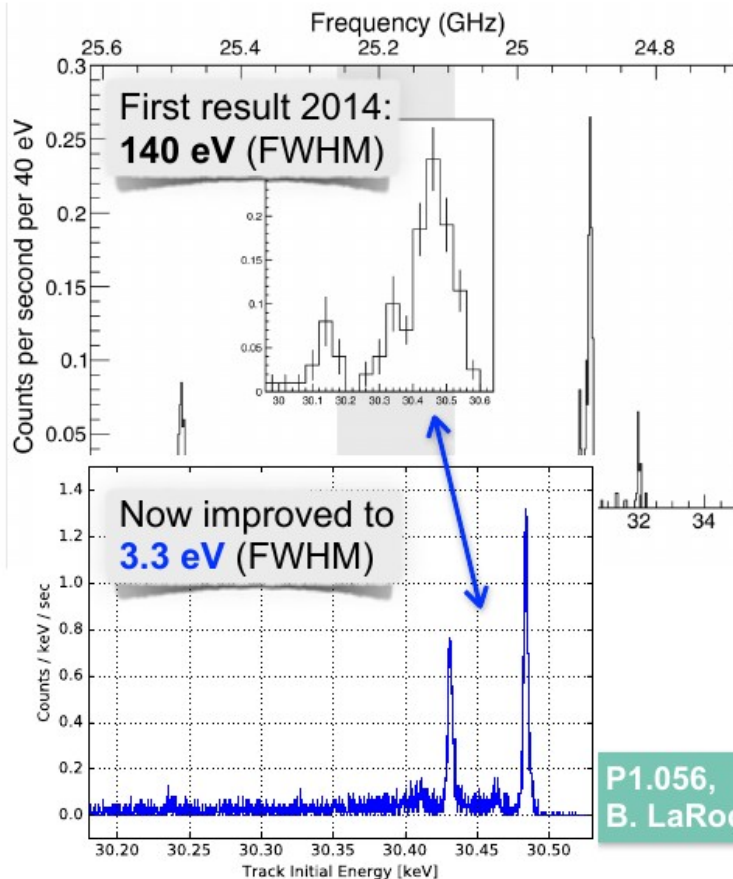 Frequency (GHz)
25.6 25.4 25.2 25 24.8
Counts per second per 40 eV
0.3
0.25
0.2
0.15
0.1
0.05
First result 2014:
140 eV (FWHM)
0.2
0.15
0.1
0.05
0
30 30.1 30.2 30.3 30.4 30.5 30.6
32 34
Now improved to
3.3 eV (FWHM)
Counts / keV / sec
1.4
1.2
1.0
0.8
0.6
0.4
0.2
0.0
30.20 30.25 30.30 30.35 30.40 30.45 30.50
Track Initial Energy [keV]
P1.056,
B.